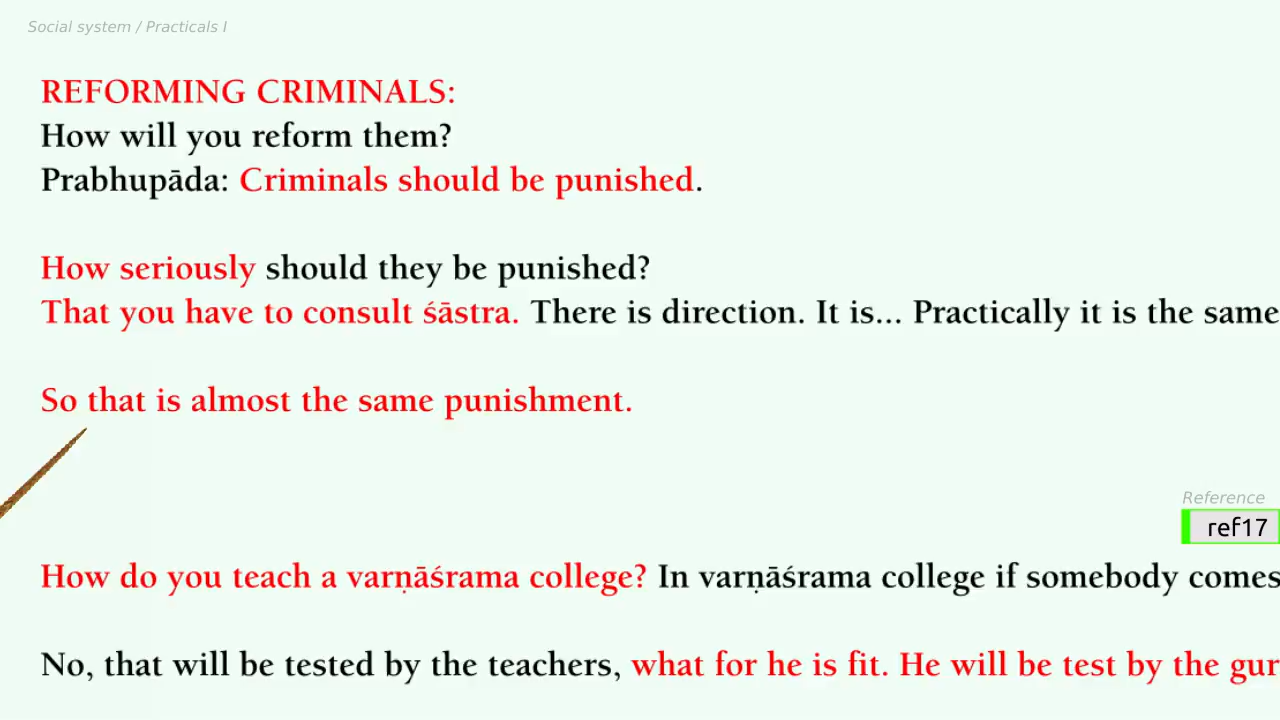 Social system / Practicals I
REFORMING CRIMINALS:
How will you reform them?
Prabhupāda: Criminals should be punished.
How seriously should they be punished?
That you have to consult śāstra. There is direction. It is... Practically it is the same
So that is almost the same punishment.
Reference
ref17
How do you teach a varṇāśrama college? In varṇāśrama college if somebody comes
No, that will be tested by the teachers, what for he is fit. He will be test by the gur